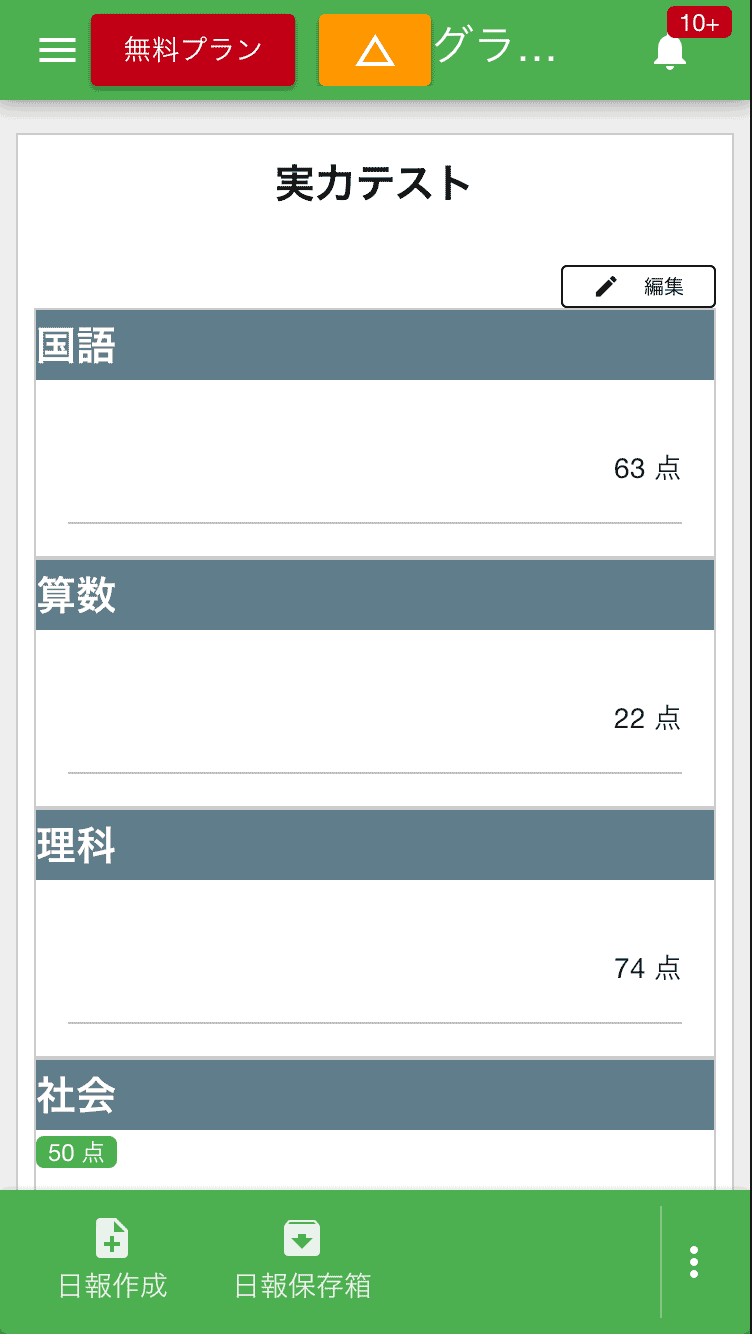 無料プラン
グラ...
10+
実力テスト
編集
国語
63 点
算数
22 点
理科
74 点
社会
50 点
日報作成
日報保存箱